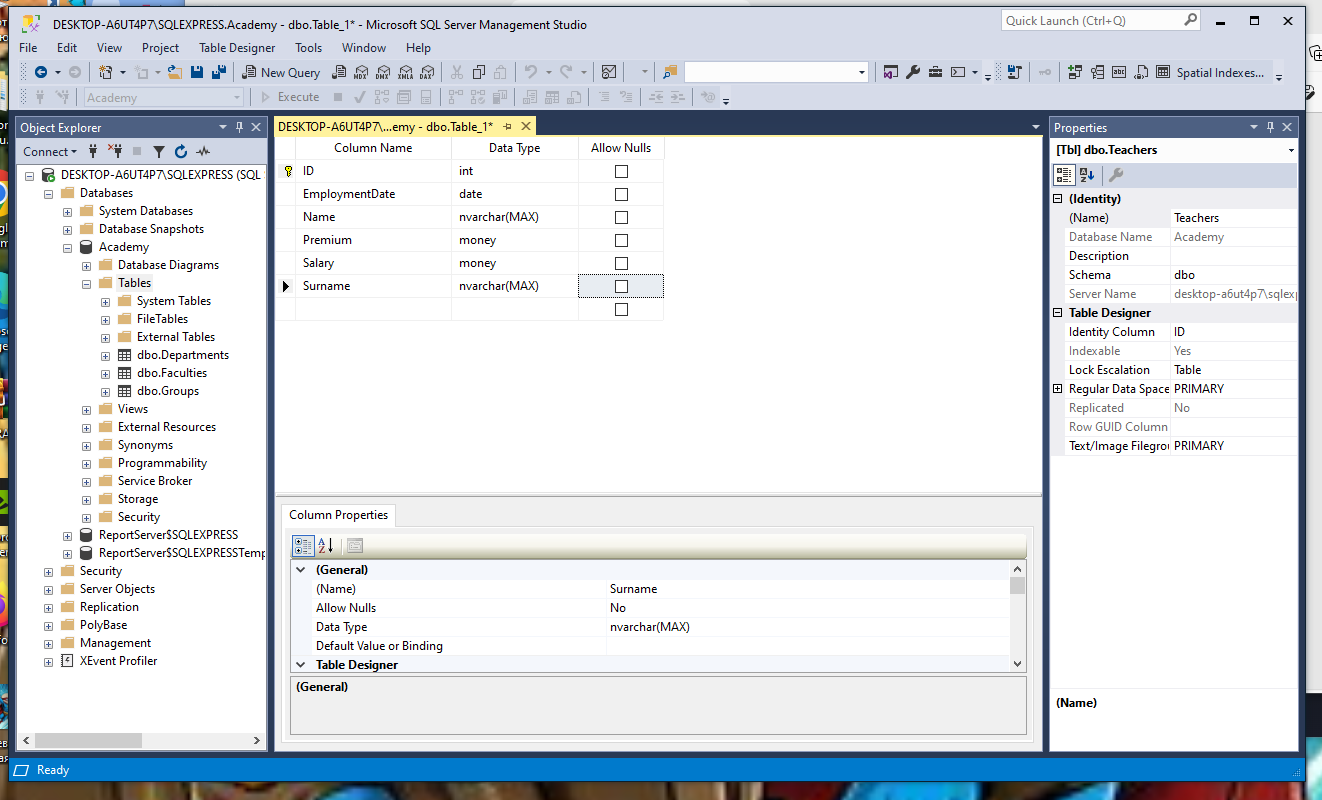 DESKTOP-A6UT4P7\SQLEXPRESS.Academy - dbo.Table_1* - Microsoft SQL Server Management Studio
Quick Launch (Ctrl+Q)
File Edit View Project Table Designer Tools Window Help
New Query MDX DMX XMLA DAX Spatial Indexes...
Academy Execute
Object Explorer
Connect
DESKTOP-A6UT4P7\SQLEXPRESS (SQL
Databases
System Databases
Database Snapshots
Academy
Database Diagrams
Tables
System Tables
FileTables
External Tables
dbo.Departments
dbo.Faculties
dbo.Groups
Views
External Resources
Synonyms
Programmability
Service Broker
Storage
Security
ReportServer$SQLEXPRESS
ReportServer$SQLEXPRESSTemp
Security
Server Objects
Replication
PolyBase
Management
XEvent Profiler
DESKTOP-A6UT4P7\...emy - dbo.Table_1*
Column Name Data Type Allow Nulls
ID int
EmploymentDate date
Name nvarchar(MAX)
Premium money
Salary money
Surname nvarchar(MAX)
Column Properties
(General)
(Name) Surname
Allow Nulls No
Data Type nvarchar(MAX)
Default Value or Binding
Table Designer
(General)
Properties
[Tbl] dbo.Teachers
(Identity)
(Name) Teachers
Database Name Academy
Description
Schema dbo
Server Name desktop-a6ut4p7\sqlexp
Table Designer
Identity Column ID
Indexable Yes
Lock Escalation Table
Regular Data Space PRIMARY
Replicated No
Row GUID Column
Text/Image Filegrou PRIMARY
(Name)
Ready